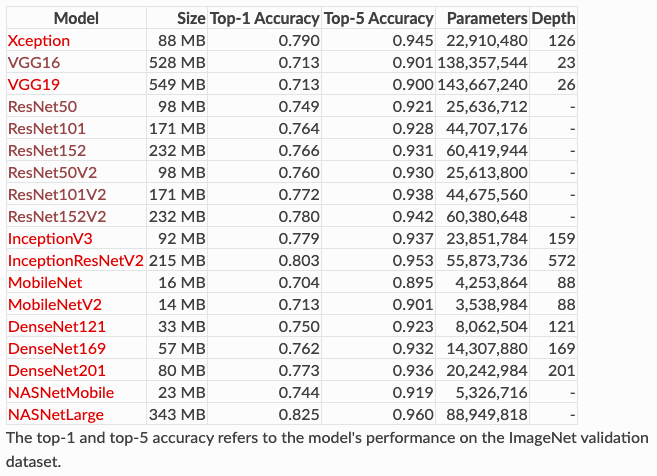 Model Size Top-1 Accuracy Top-5 Accuracy Parameters Depth
Xception 88 MB 0.790 0.945 22,910,480 126
VGG16 528 MB 0.713 0.901 138,357,544 23
VGG19 549 MB 0.713 0.900 143,667,240 26
ResNet50 98 MB 0.749 0.921 25,636,712 -
ResNet101 171 MB 0.764 0.928 44,707,176 -
ResNet152 232 MB 0.766 0.931 60,419,944 -
ResNet50V2 98 MB 0.760 0.930 25,613,800 -
ResNet101V2 171 MB 0.772 0.938 44,675,560 -
ResNet152V2 232 MB 0.780 0.942 60,380,648 -
InceptionV3 92 MB 0.779 0.937 23,851,784 159
InceptionResNetV2 215 MB 0.803 0.953 55,873,736 572
MobileNet 16 MB 0.704 0.895 4,253,864 88
MobileNetV2 14 MB 0.713 0.901 3,538,984 88
DenseNet121 33 MB 0.750 0.923 8,062,504 121
DenseNet169 57 MB 0.762 0.932 14,307,880 169
DenseNet201 80 MB 0.773 0.936 20,242,984 201
NASNetMobile 23 MB 0.744 0.919 5,326,716 -
NASNetLarge 343 MB 0.825 0.960 88,949,818 -
The top-1 and top-5 accuracy refers to the model's performance on the ImageNet validation
dataset.